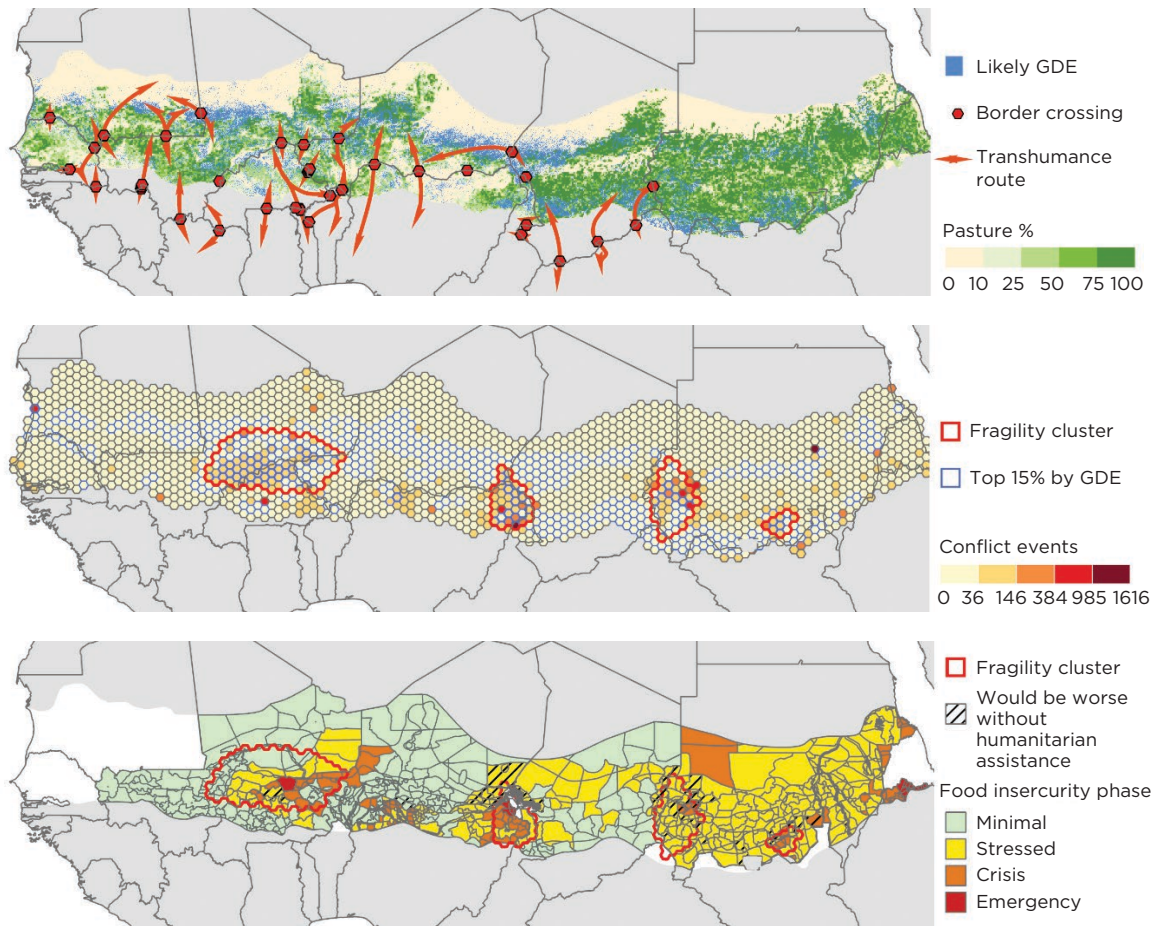 Likely GDE
Border crossing
Transhumance
route
Pasture %
0 10 25 50 75 100
Fragility cluster
Top 15% by GDE
Conflict events
0 36 146 384 985 1616
Fragility cluster
Would be worse
without
humanitarian
assistance
Food insercurity phase
Minimal
Stressed
Crisis
Emergency